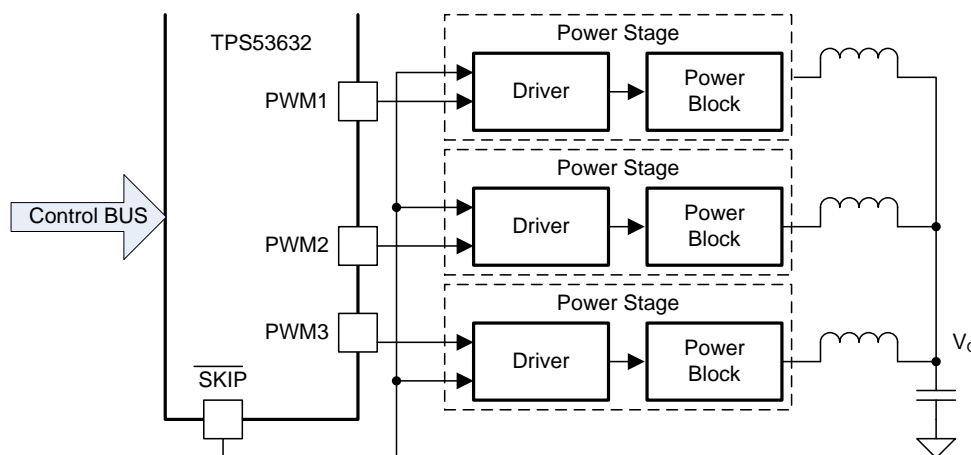 TPS53632
Power Stage
PWM1
Driver
Power
Block
Power Stage
Control BUS
PWM2
Driver
Power
Block
Power Stage
PWM3
Driver
Power
Block
SKIP